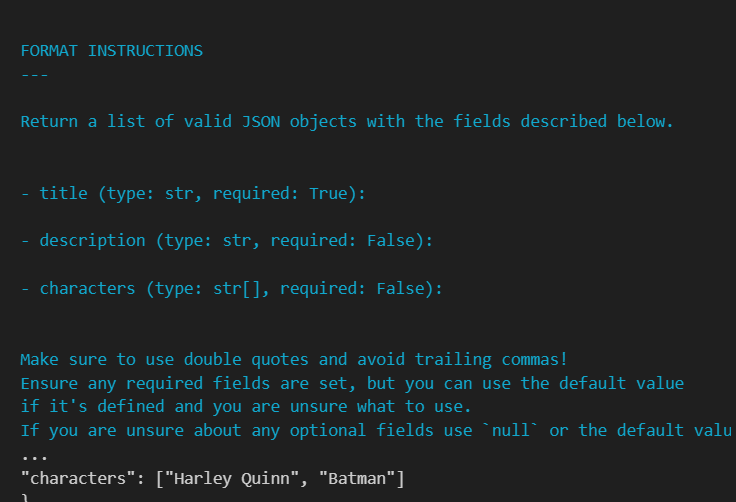 FORMAT INSTRUCTIONS
---
Return a list of valid JSON objects with the fields described below.
- title (type: str, required: True):
- description (type: str, required: False):
- characters (type: str[], required: False):
Make sure to use double quotes and avoid trailing commas!
Ensure any required fields are set, but you can use the default value
if it's defined and you are unsure what to use.
If you are unsure about any optional fields use `null` or the default valu
...
"characters": ["Harley Quinn", "Batman"]
}